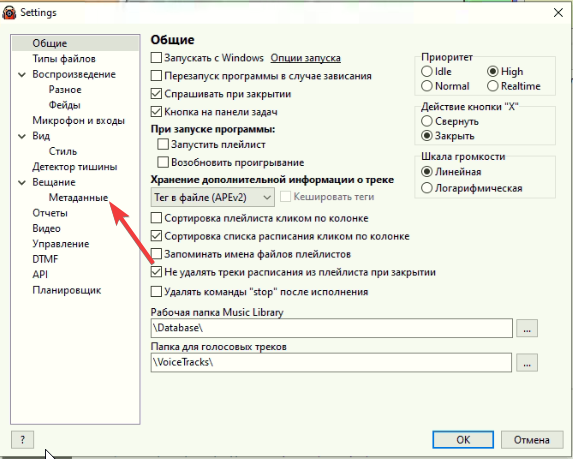 Settings
Общие
Типы файлов
Воспроизведение
Разное
Фейды
Микрофон и входы
Вид
Стиль
Детектор тишины
Вещание
Метаданные
Отчеты
Видео
Управление
DTMF
API
Планировщик
Общие
Запускать с Windows Опции запуска
Перезапуск программы в случае зависания
Спрашивать при закрытии
Кнопка на панели задач
При запуске программы:
Запустить плейлист
Возобновить проигрывание
Хранение дополнительной информации о треке
Тег в файле (APEv2) Кешировать теги
Сортировка плейлиста кликом по колонке
Сортировка списка расписания кликом по колонке
Запоминать имена файлов плейлистов
Не удалять треки расписания из плейлиста при закрытии
Удалять команды "stop" после исполнения
Рабочая папка Music Library
\Database\ ...
Папка для голосовых треков
\VoiceTracks\ ...
Приоритет
Idle High
Normal Realtime
Действие кнопки "X"
Свернуть
Закрыть
Шкала громкости
Линейная
Логарифмическая
? OK Отмена